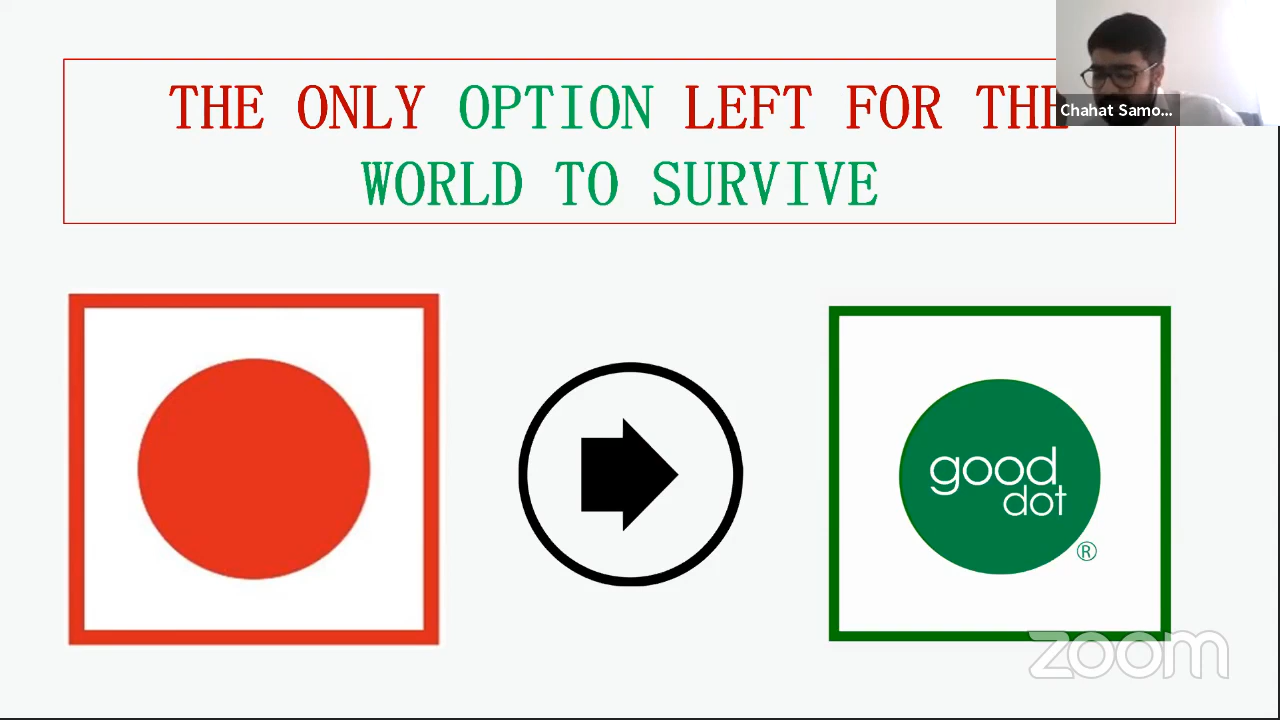 THE ONLY OPTION LEFT FOR THE
WORLD TO SURVIVE
Chahat Samo...
good
dot
®
zoom